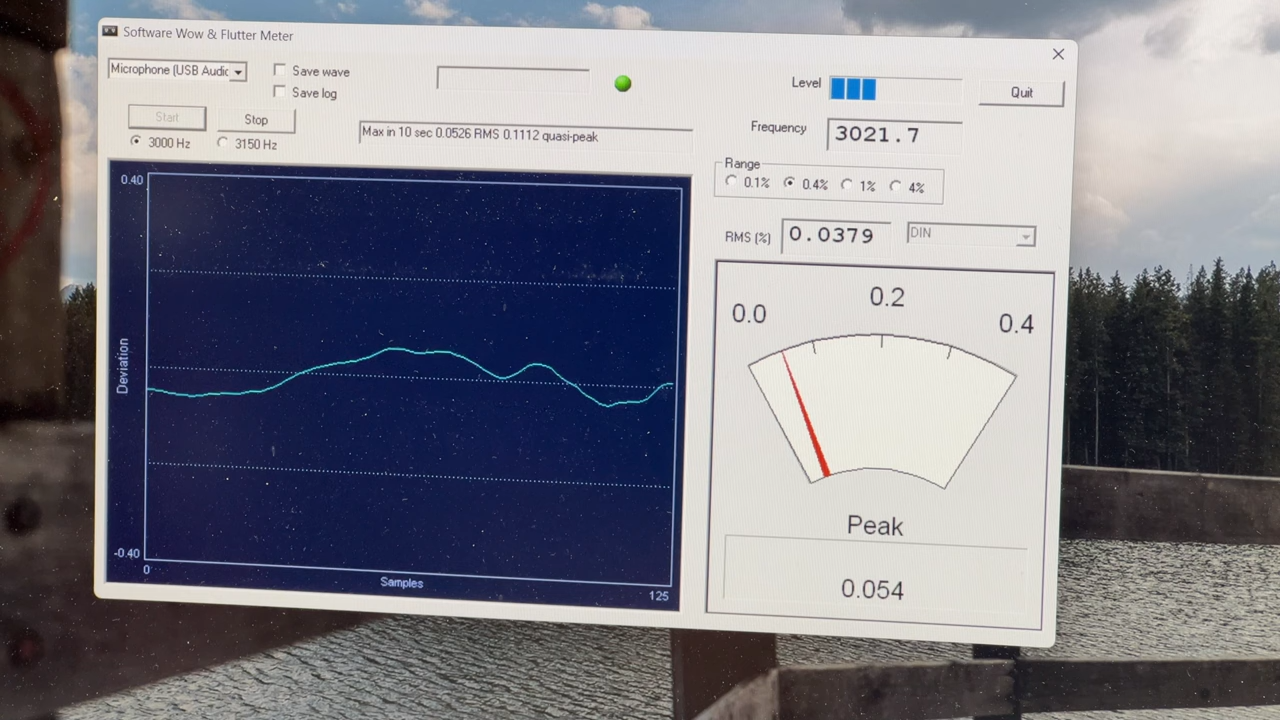 Software Wow & Flutter Meter
Microphone (USB Audic
Save wave
Save log
Level
Quit
Start
Stop
3000 Hz
3150 Hz
Max in 10 sec 0.0526 RMS 0.1112 quasi-peak
Frequency
3021.7
Range
0.1%
0.4%
1%
4%
RMS (%)
0.0379
DIN
0.40
Deviation
-0.40
0
Samples
125
0.0
0.2
0.4
Peak
0.054